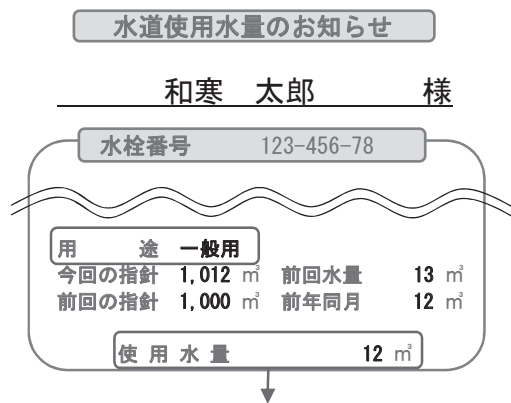 水道使用水量のお知らせ
和寒　太郎　様
水栓番号　123-456-78
用　途　一般用
今回の指針　1,012 ㎥　前回水量　13 ㎥
前回の指針　1,000 ㎥　前年同月　12 ㎥
使用水量　12 ㎥